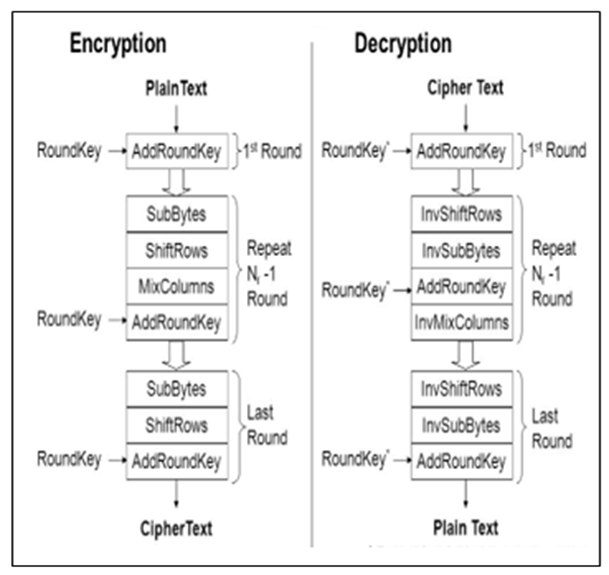 Encryption
PlainText
RoundKey
AddRoundKey
1st Round
SubBytes
ShiftRows
MixColumns
RoundKey
AddRoundKey
Repeat
Nr -1
Round
SubBytes
ShiftRows
RoundKey
AddRoundKey
Last
Round
CipherText
Decryption
Cipher Text
RoundKey*
AddRoundKey
1st Round
InvShiftRows
InvSubBytes
RoundKey*
AddRoundKey
InvMixColumns
Repeat
Nr -1
Round
InvShiftRows
InvSubBytes
RoundKey*
AddRoundKey
Last
Round
Plain Text